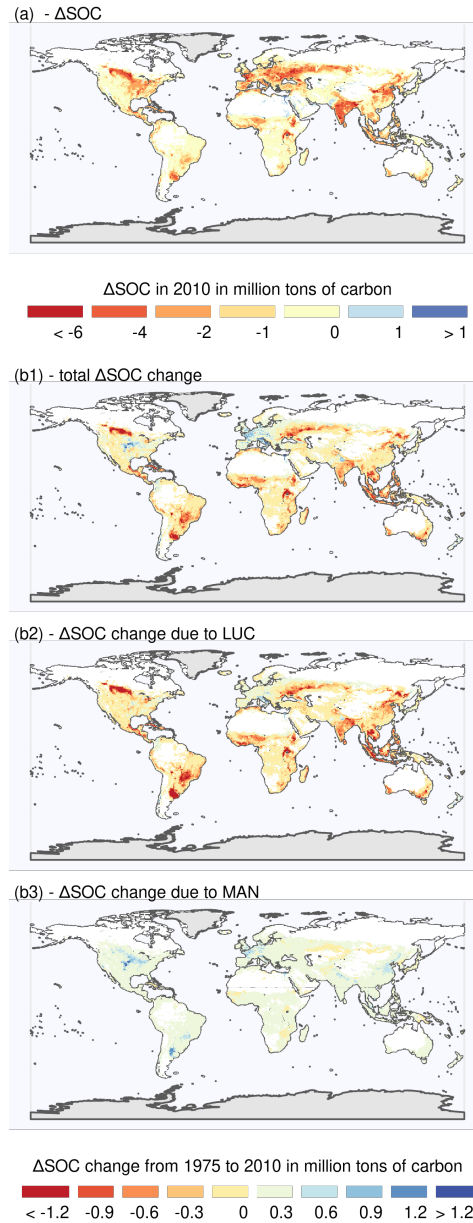 (a) - ΔSOC
ΔSOC in 2010 in million tons of carbon
< -6 -4 -2 -1 0 1 > 1
(b1) - total ΔSOC change
(b2) - ΔSOC change due to LUC
(b3) - ΔSOC change due to MAN
ΔSOC change from 1975 to 2010 in million tons of carbon
< -1.2 -0.9 -0.6 -0.3 0 0.3 0.6 0.9 1.2 > 1.2